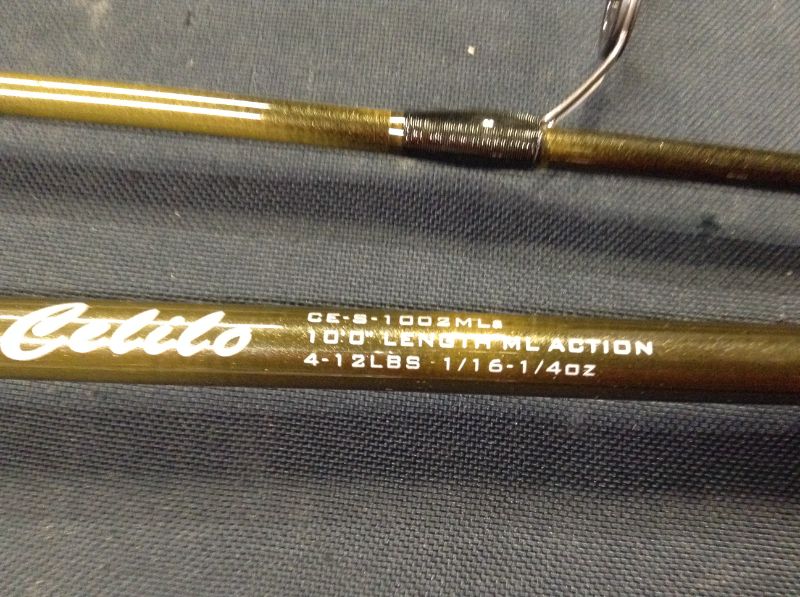 Celilo
CE-S-1002MLs
10'0" LENGTH ML ACTION
4-12LBS 1/16-1/4oz